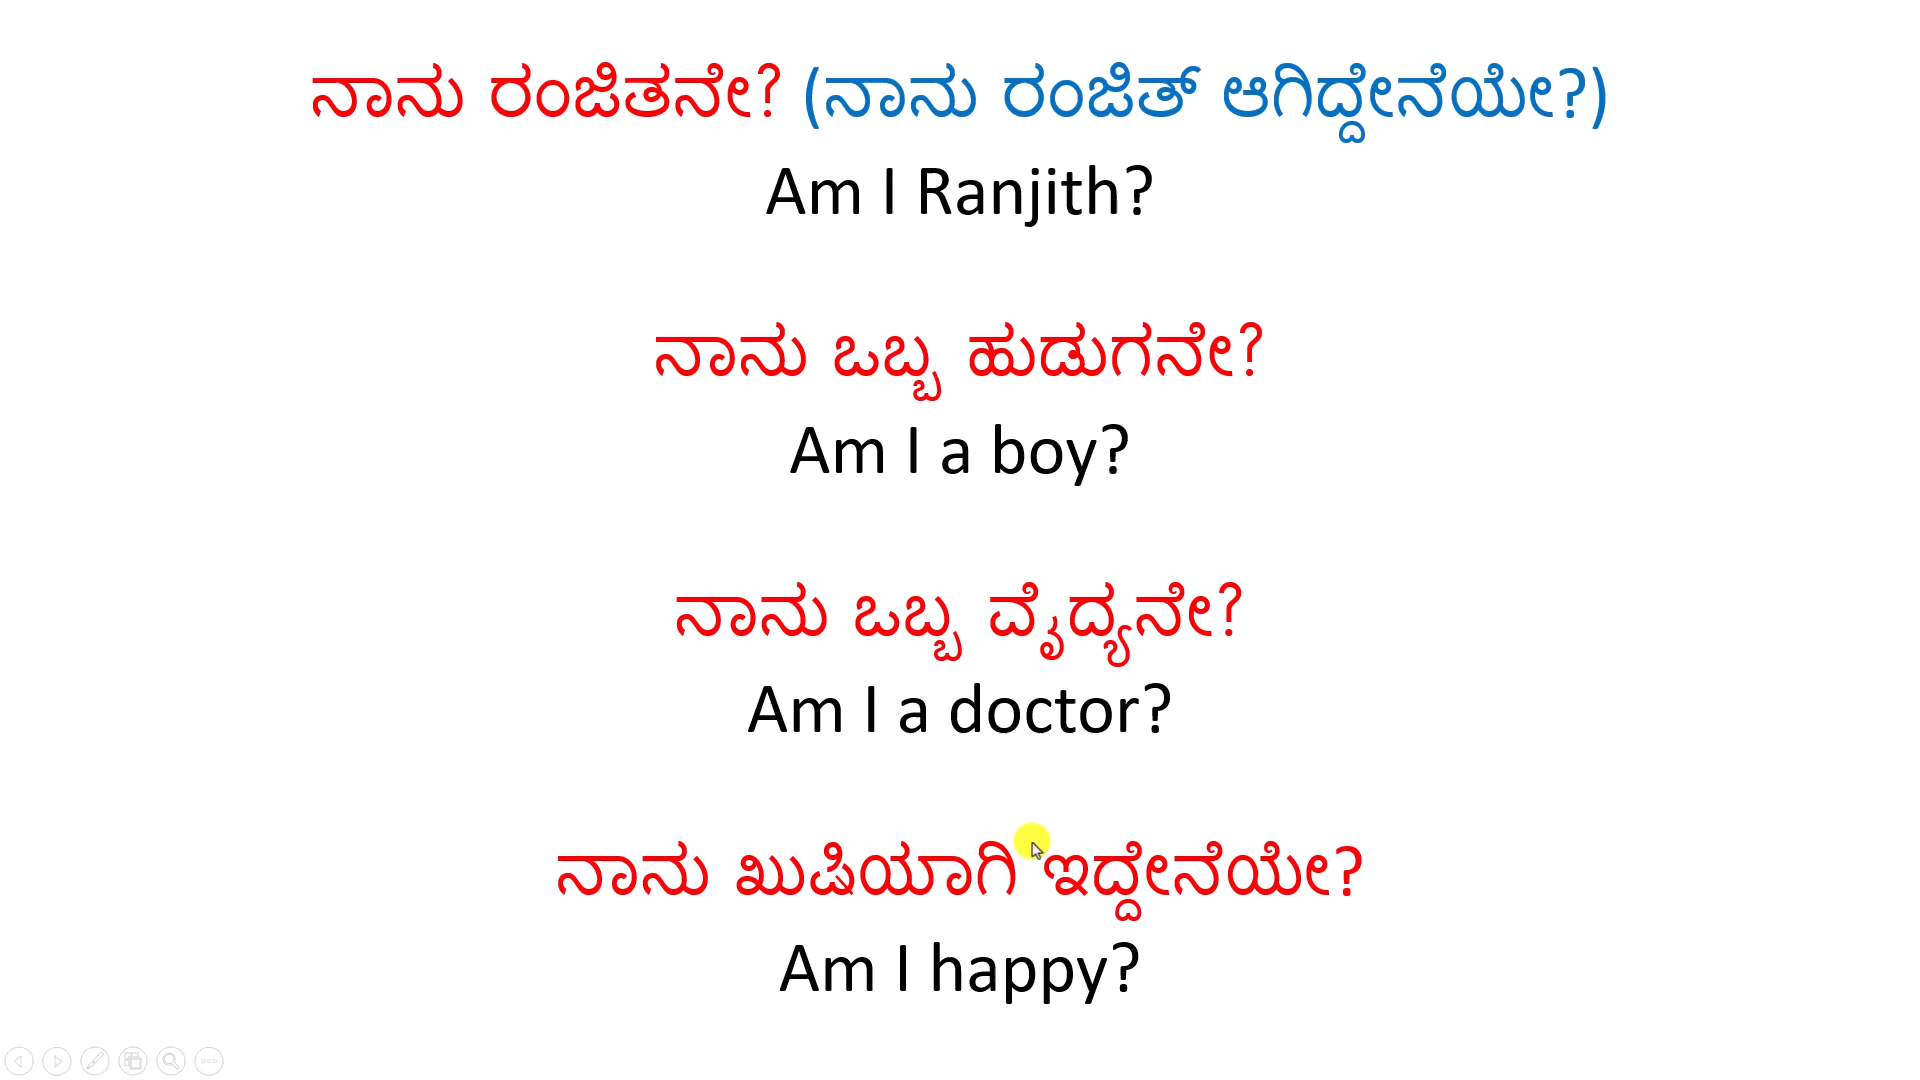 ನಾನು ರಂಜಿತನೇ? (ನಾನು ರಂಜಿತ್ ಆಗಿದ್ದೇನೆಯೇ?)
Am I Ranjith?
ನಾನು ಒಬ್ಬ ಹುಡುಗನೇ?
Am I a boy?
ನಾನು ಒಬ್ಬ ವೈದ್ಯನೇ?
Am I a doctor?
ನಾನು ಖುಷಿಯಾಗಿ ಇದ್ದೇನೆಯೇ?
Am I happy?